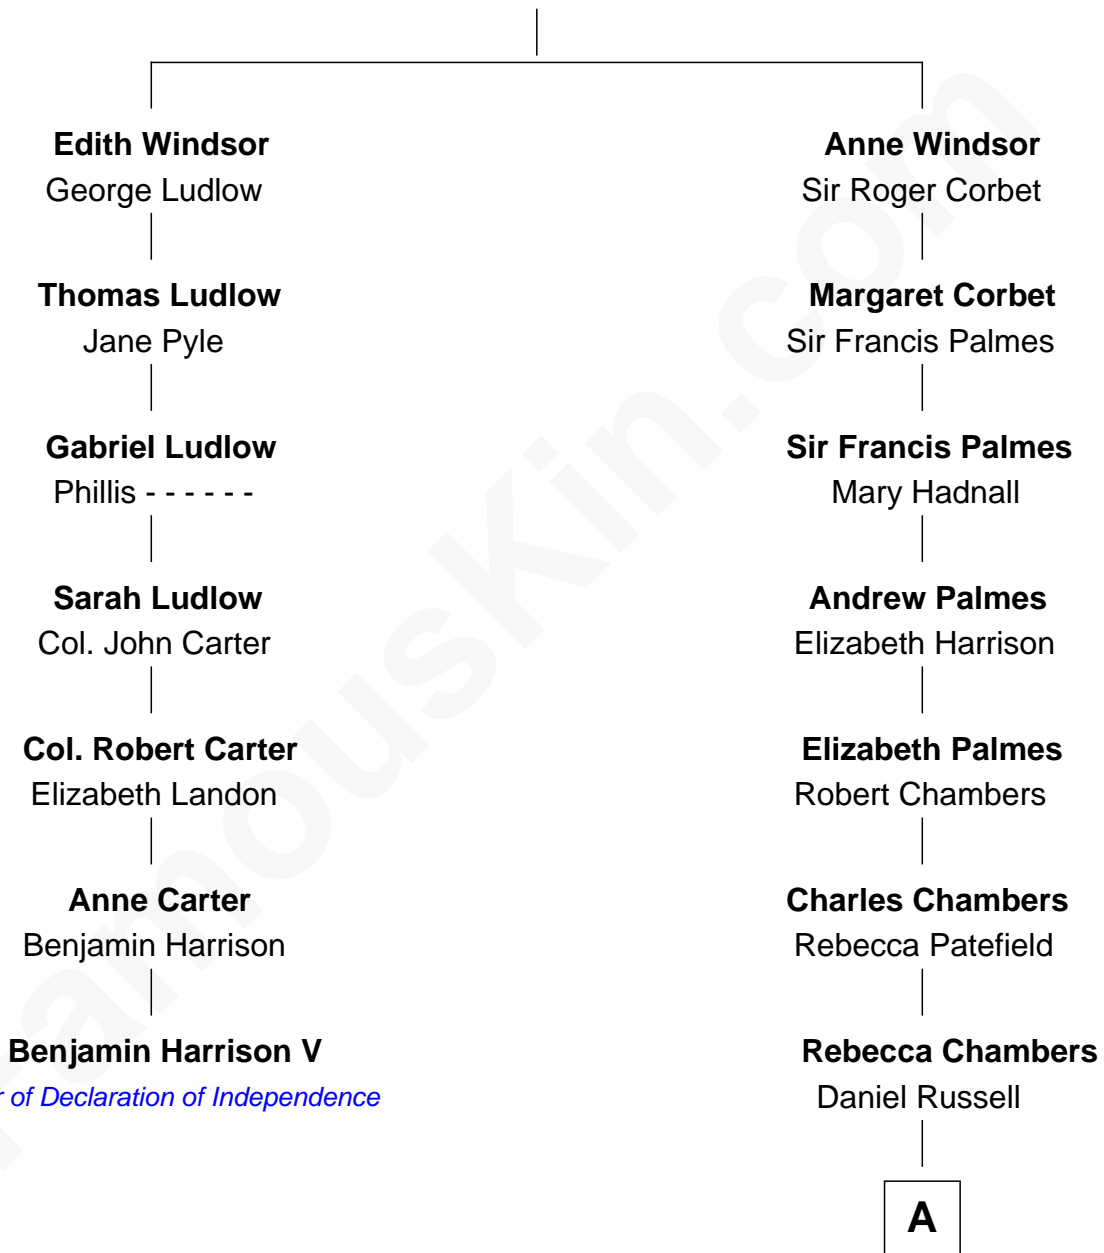 Edith Windsor
George Ludlow
Anne Windsor
Sir Roger Corbet
Thomas Ludlow
Jane Pyle
Margaret Corbet
Sir Francis Palmes
Gabriel Ludlow
Phillis - - - - - -
Sir Francis Palmes
Mary Hadnall
Sarah Ludlow
Col. John Carter
Andrew Palmes
Elizabeth Harrison
Col. Robert Carter
Elizabeth Landon
Elizabeth Palmes
Robert Chambers
Anne Carter
Benjamin Harrison
Charles Chambers
Rebecca Patefield
Benjamin Harrison V
r of Declaration of Independence
Rebecca Chambers
Daniel Russell
A
FamousKin.com